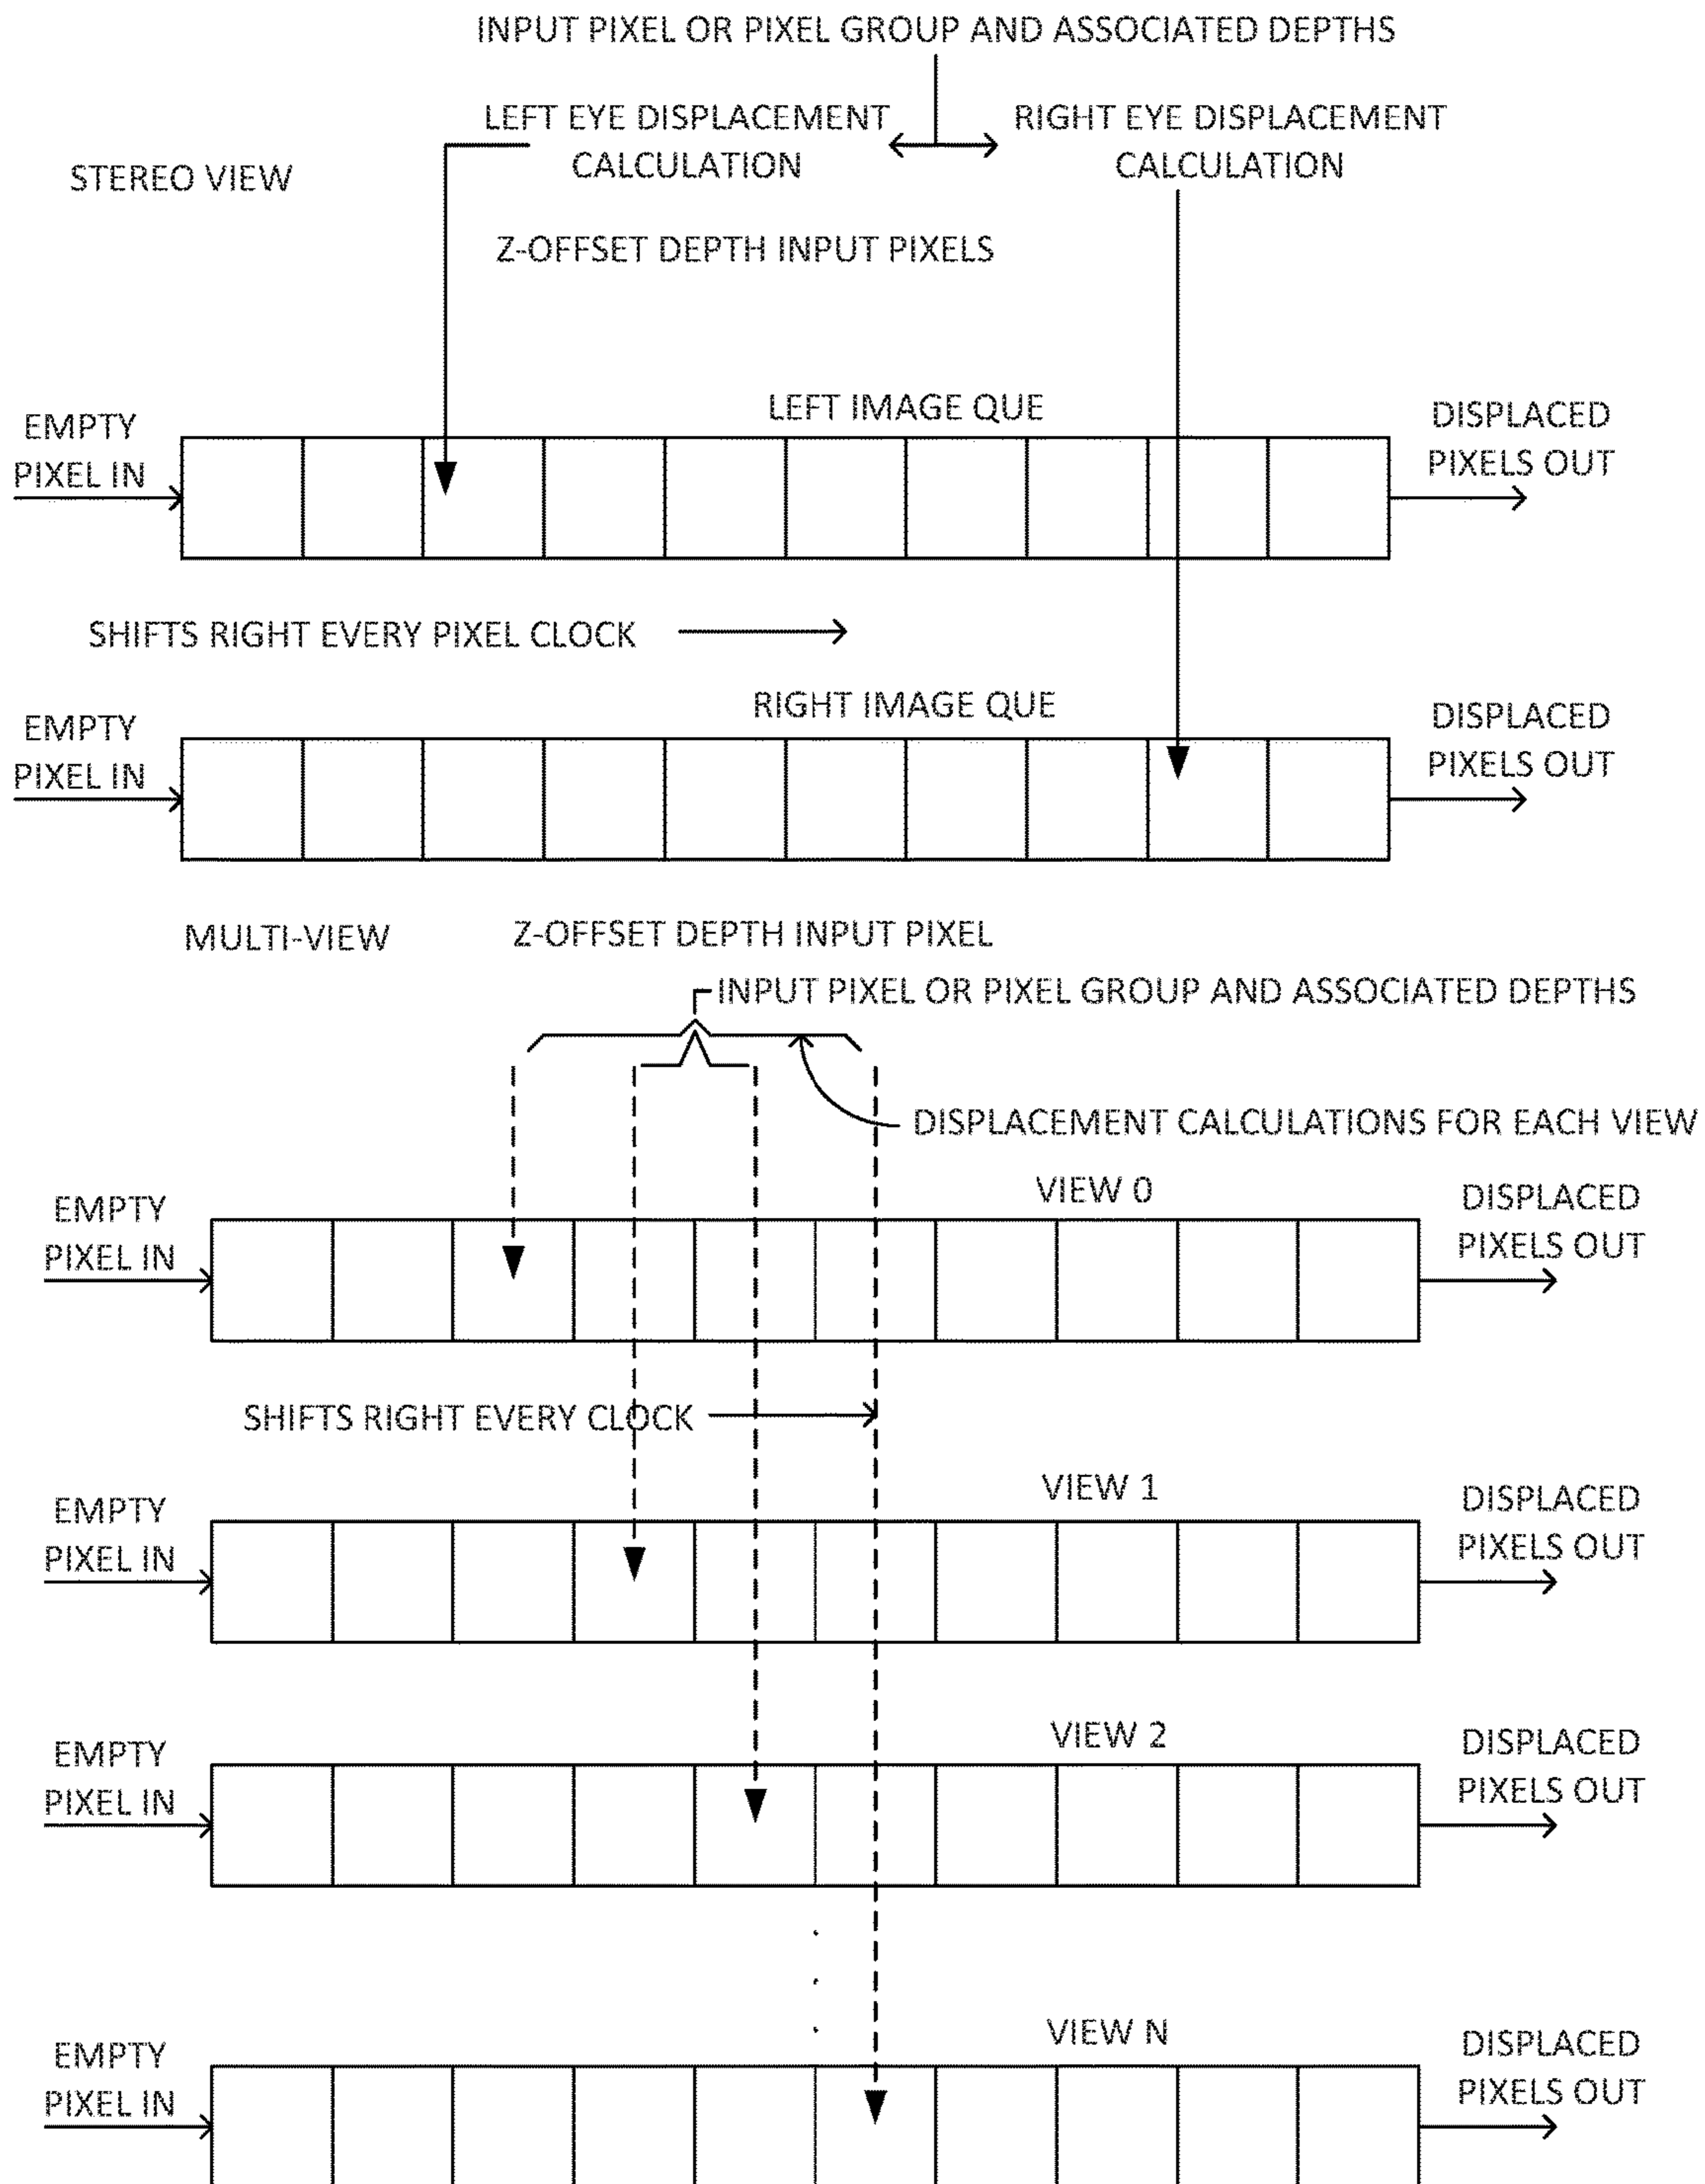 INPUT PIXEL OR PIXEL GROUP AND ASSOCIATED DEPTHS
LEFT EYE DISPLACEMENT
CALCULATION
RIGHT EYE DISPLACEMENT
CALCULATION
STEREO VIEW
Z-OFFSET DEPTH INPUT PIXELS
LEFT IMAGE QUE
EMPTY
PIXEL IN
DISPLACED
PIXELS OUT
SHIFTS RIGHT EVERY PIXEL CLOCK
RIGHT IMAGE QUE
EMPTY
PIXEL IN
DISPLACED
PIXELS OUT
MULTI-VIEW
Z-OFFSET DEPTH INPUT PIXEL
INPUT PIXEL OR PIXEL GROUP AND ASSOCIATED DEPTHS
DISPLACEMENT CALCULATIONS FOR EACH VIEW
VIEW 0
EMPTY
PIXEL IN
DISPLACED
PIXELS OUT
SHIFTS RIGHT EVERY CLOCK
VIEW 1
EMPTY
PIXEL IN
DISPLACED
PIXELS OUT
VIEW 2
EMPTY
PIXEL IN
DISPLACED
PIXELS OUT
VIEW N
EMPTY
PIXEL IN
DISPLACED
PIXELS OUT